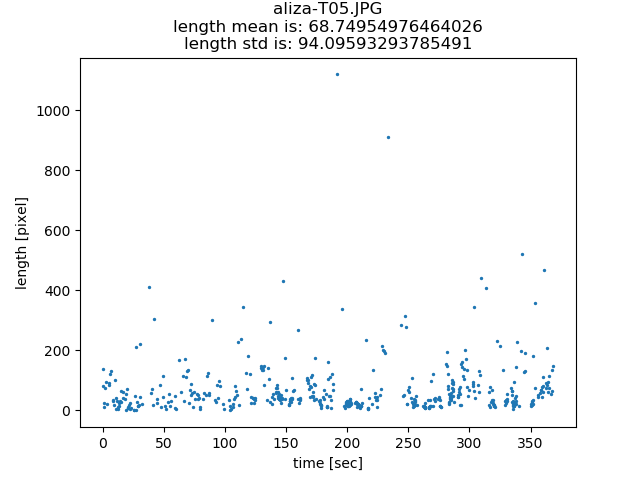 aliza-T05.JPG
length mean is: 68.74954976464026
length std is: 94.09593293785491
1000
800
600
400
200
0
length [pixel]
0 50 100 150 200 250 300 350
time [sec]